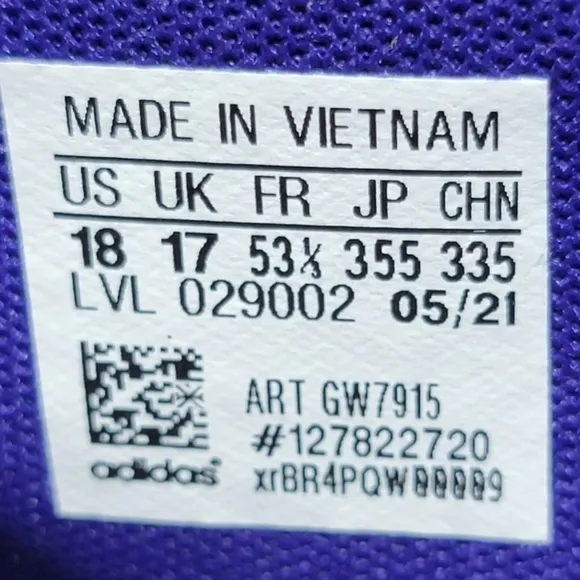 MADE IN VIETNAM
US UK FR JP CHN
18 17 53⅓ 355 335
LVL 029002 05/21
ART GW7915
#127822720
adidas
xrBR4PQW00009